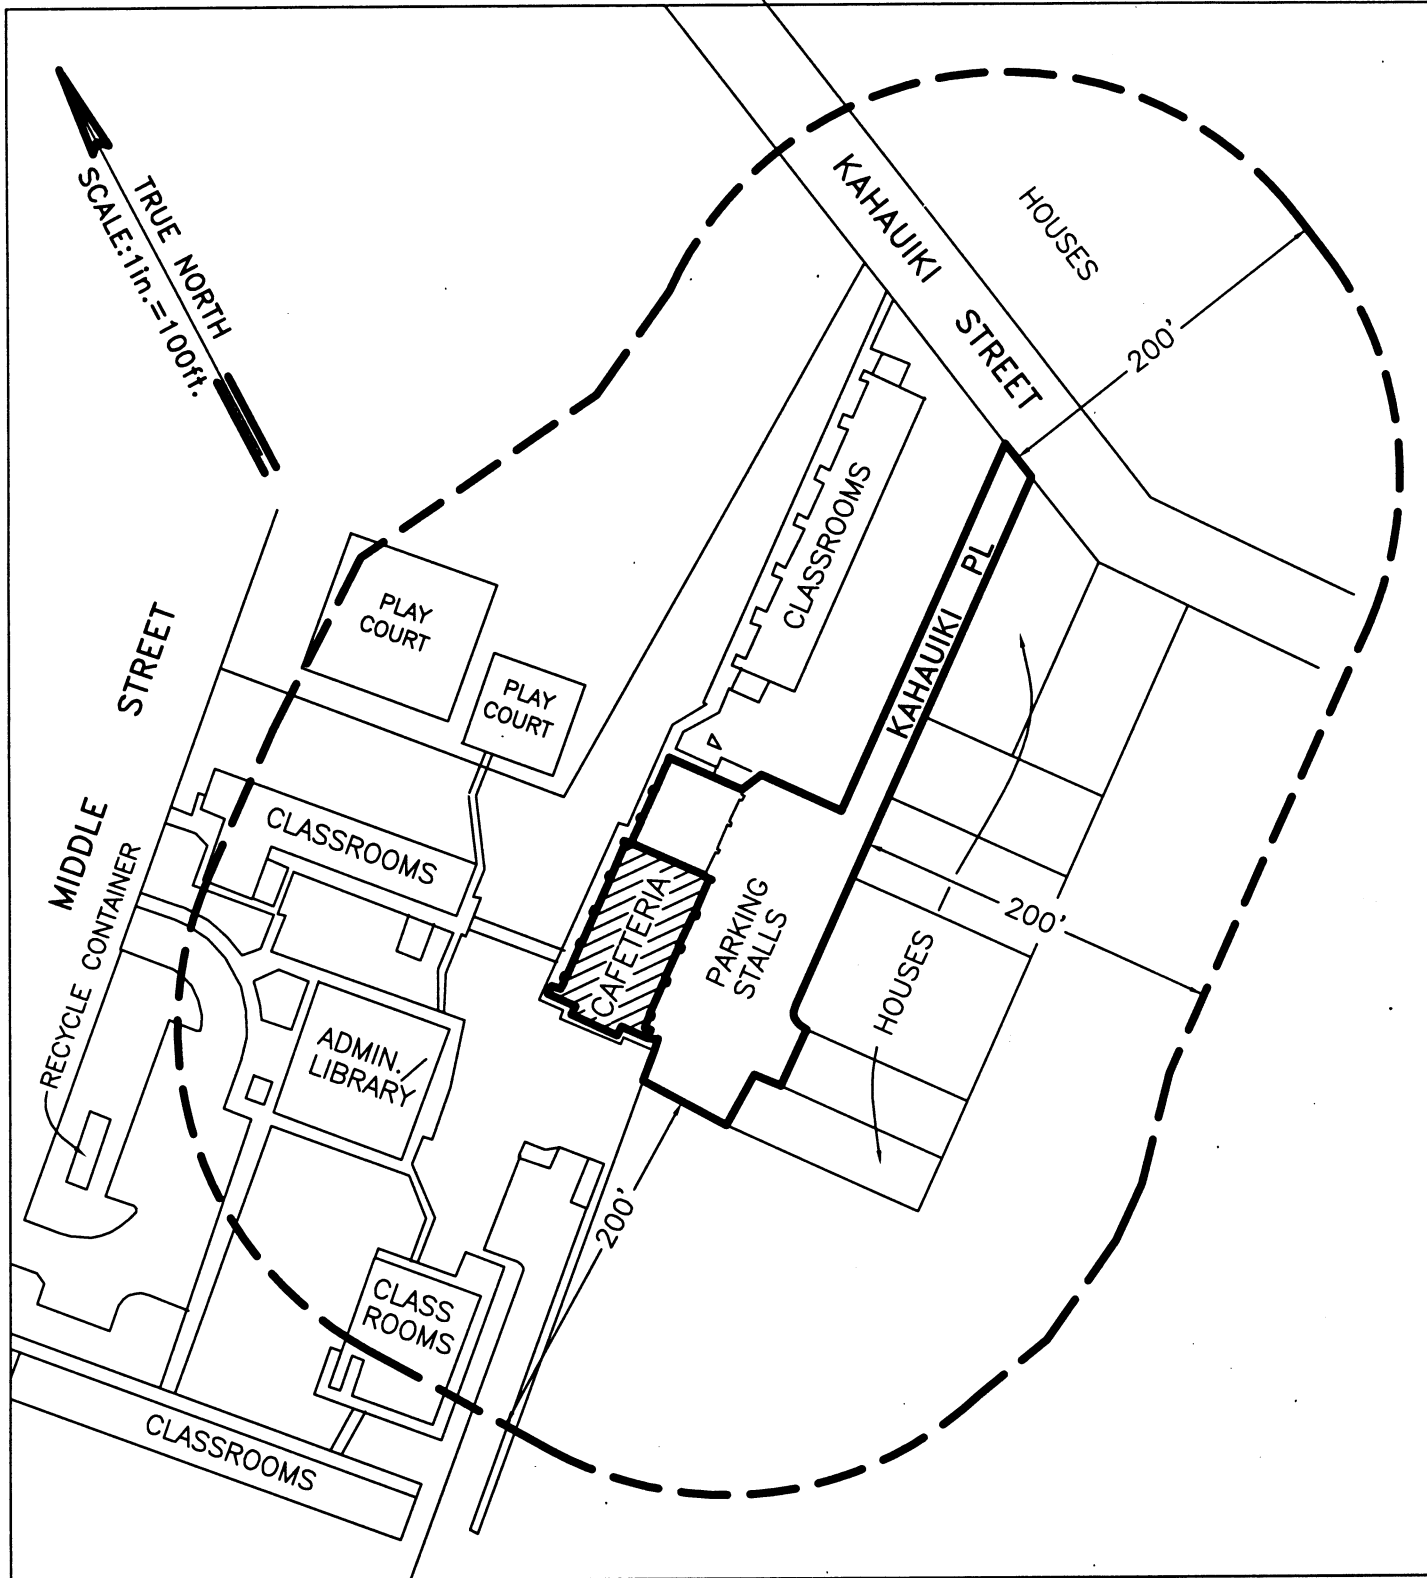 KAHAUIKI STREET
HOUSES
TRUE NORTH
SCALE:1in.=100ft.
200'
CLASSROOMS
KAHAUIKI PL
PLAY
COURT
PLAY
COURT
STREET
MIDDLE
CLASSROOMS
RECYCLE CONTAINER
CAFETERIA
PARKING
STALLS
200'
HOUSES
ADMIN./
LIBRARY
200'
CLASS
ROOMS
CLASSROOMS